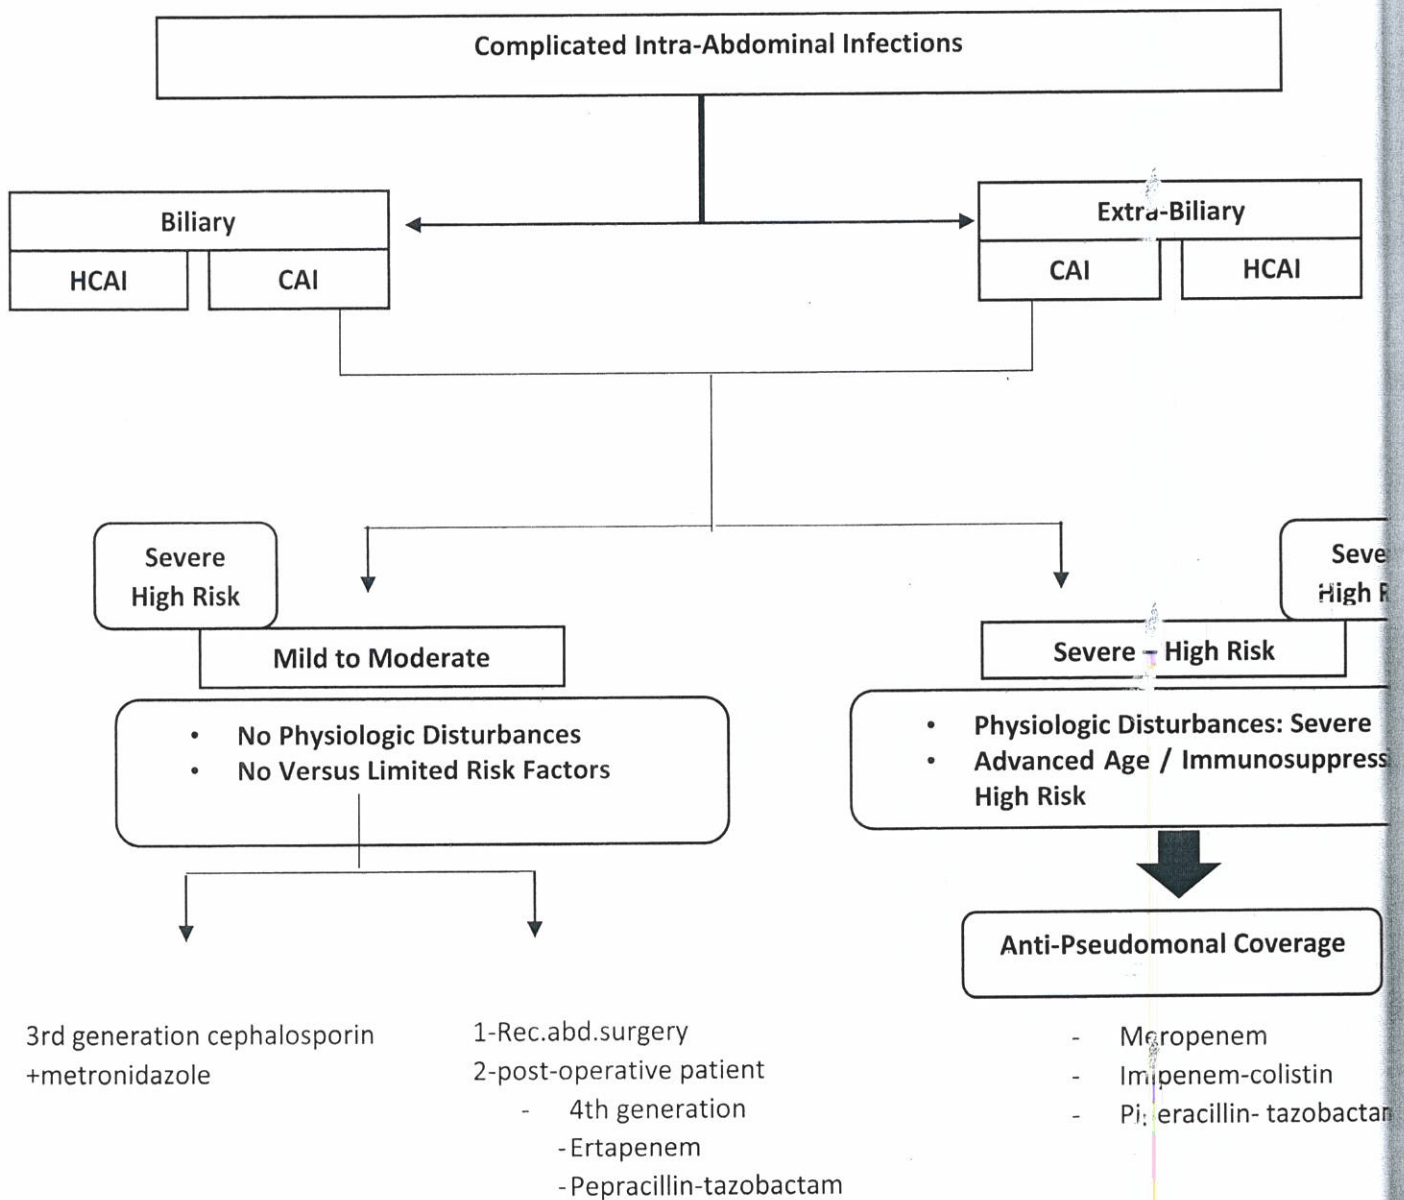 Complicated Intra-Abdominal Infections
Biliary
HCAI
CAI
Extra-Biliary
CAI
HCAI
Severe
High Risk
Mild to Moderate
• No Physiologic Disturbances
• No Versus Limited Risk Factors
Seve
High R
Severe – High Risk
• Physiologic Disturbances: Severe
• Advanced Age / Immunosuppress
High Risk
Anti-Pseudomonal Coverage
3rd generation cephalosporin
+metronidazole
1-Rec.abd.surgery
2-post-operative patient
- 4th generation
-Ertapenem
-Pepracillin-tazobactam
- Meropenem
- Imipenem-colistin
- Piperacillin- tazobactam